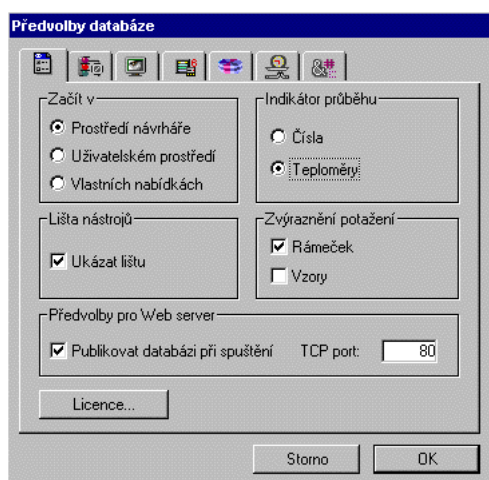 Předvolby databáze
Začít v
Prostředí návrháře
Uživatelském prostředí
Vlastních nabídkách
Indikátor průběhu
Čísla
Teploměry
Lišta nástrojů
Ukázat lištu
Zvýraznění potažení
Rámeček
Vzory
Předvolby pro Web server
Publikovat databázi při spuštění TCP port: 80
Licence...
Storno OK